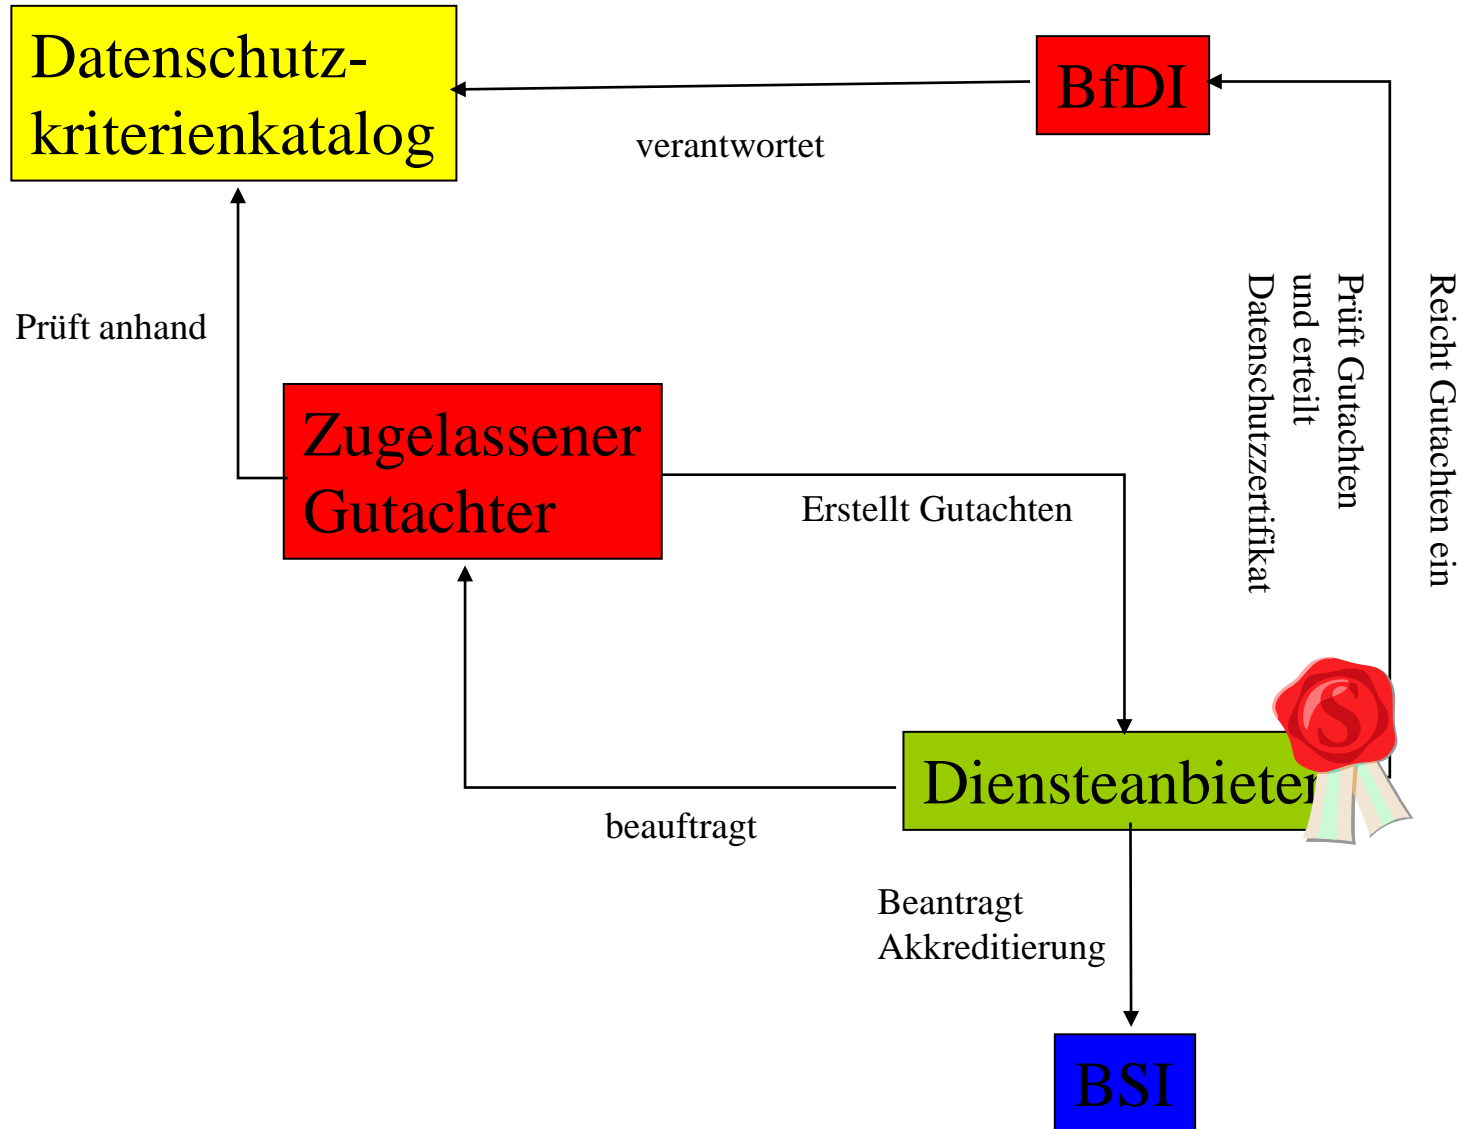 Datenschutz-
kriterienkatalog
BfDI
verantwortet
Prüft anhand
Reicht Gutachten ein
Prüft Gutachten
und erteilt
Datenschutzzertifikat
Zugelassener
Gutachter
Erstellt Gutachten
S
Diensteanbieter
beauftragt
Beantragt
Akkreditierung
BSI